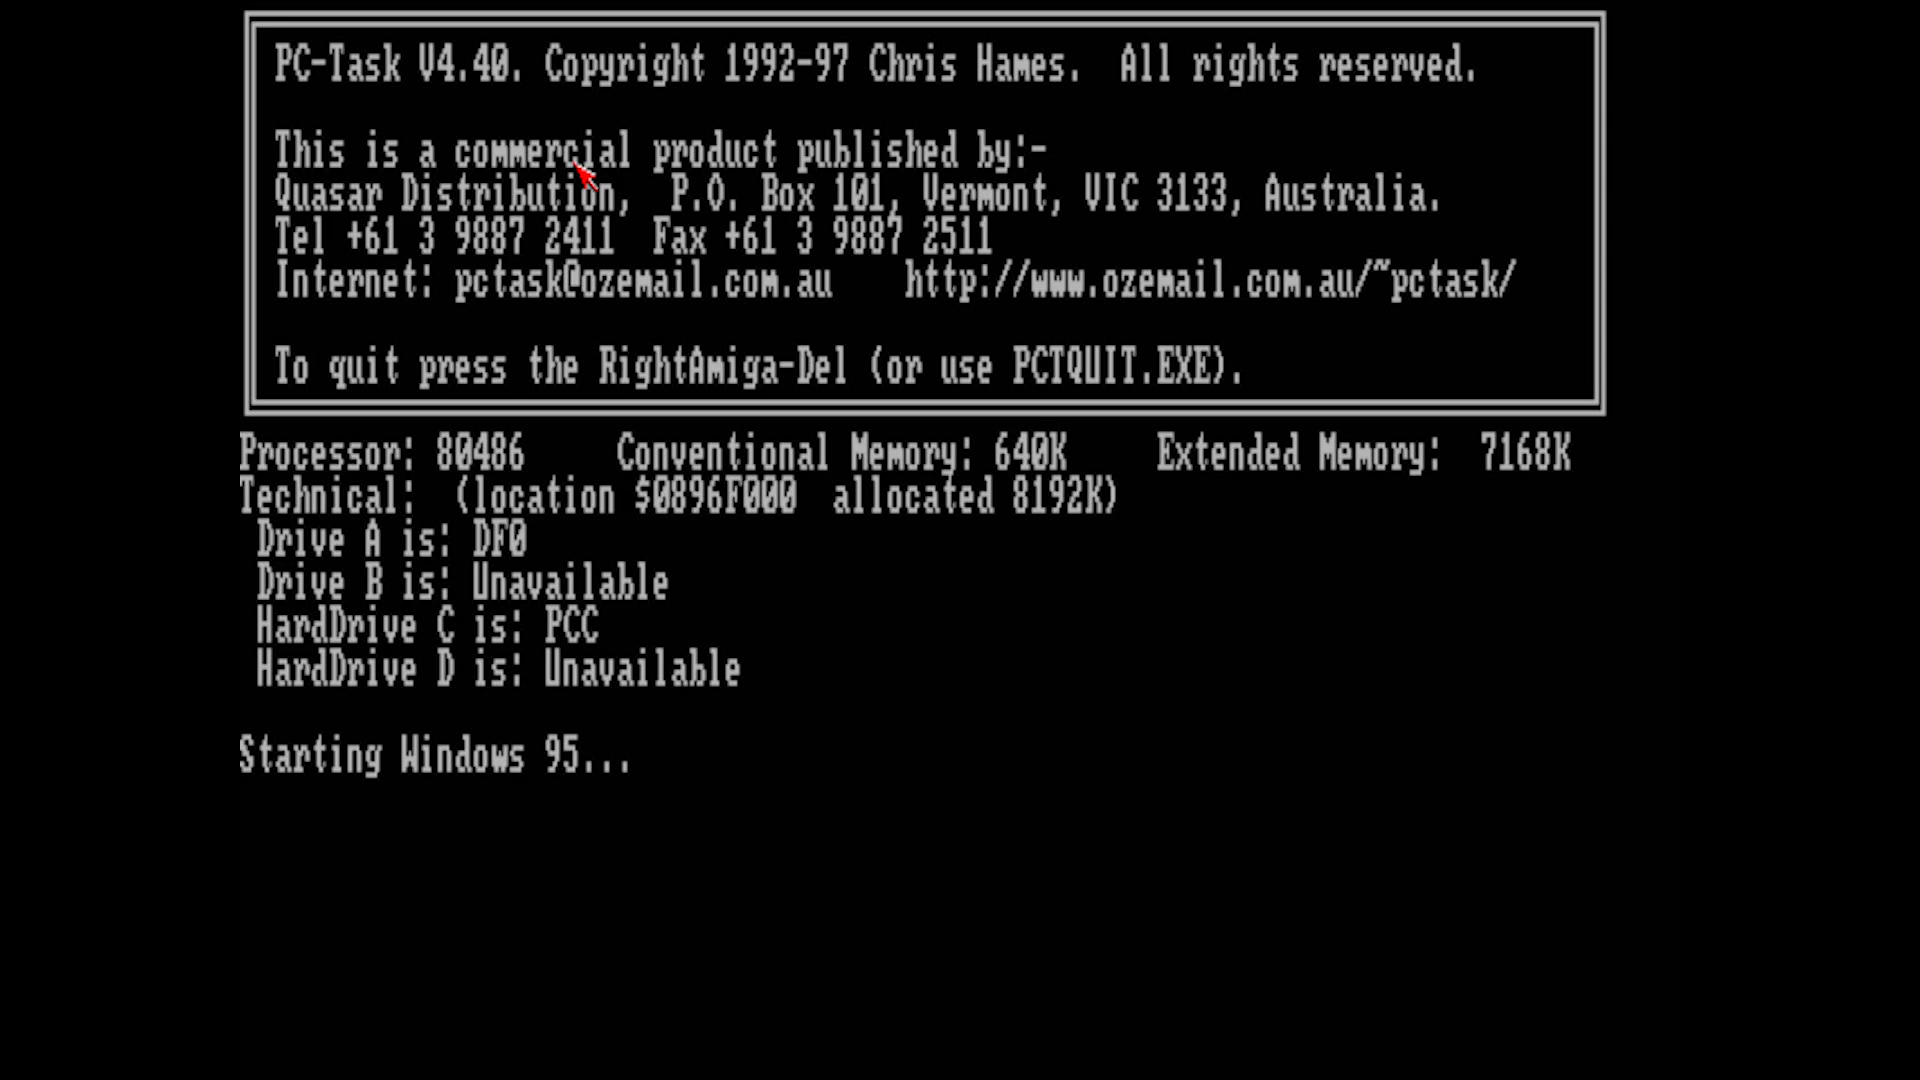 PC-Task V4.40. Copyright 1992-97 Chris Hames.  All rights reserved.
This is a commercial product published by:-
Quasar Distribution,  P.O. Box 101, Vermont, VIC 3133, Australia.
Tel +61 3 9887 2411  Fax +61 3 9887 2511
Internet: pctask@ozemail.com.au    http://www.ozemail.com.au/~pctask/
To quit press the RightAmiga-Del (or use PCTQUIT.EXE).
Processor: 80486     Conventional Memory: 640K     Extended Memory:  7168K
Technical:  (location $0896F000  allocated 8192K)
Drive A is: DF0
Drive B is: Unavailable
HardDrive C is: PCC
HardDrive D is: Unavailable
Starting Windows 95...